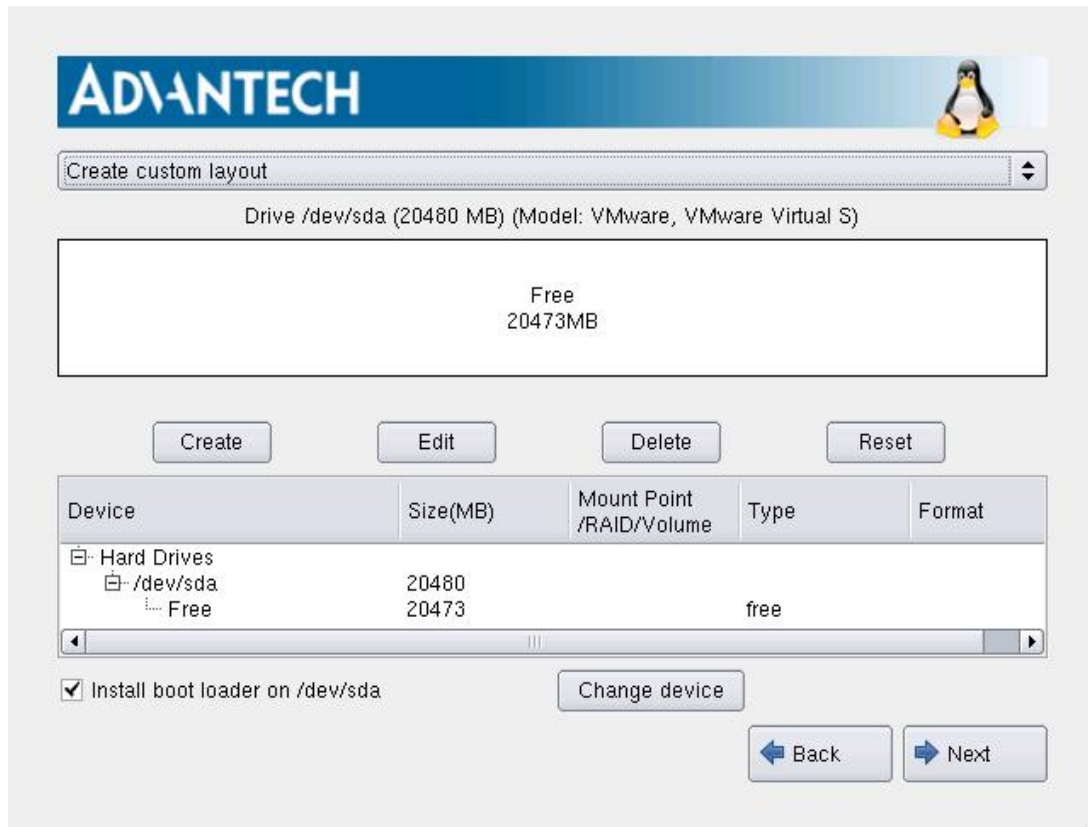 ADVANTECH
Create custom layout
Drive /dev/sda (20480 MB) (Model: VMware, VMware Virtual S)
Free
20473MB
Create Edit Delete Reset
Device Size(MB) Mount Point /RAID/Volume Type Format
Hard Drives
/dev/sda 20480
Free 20473 free
Install boot loader on /dev/sda Change device
Back Next